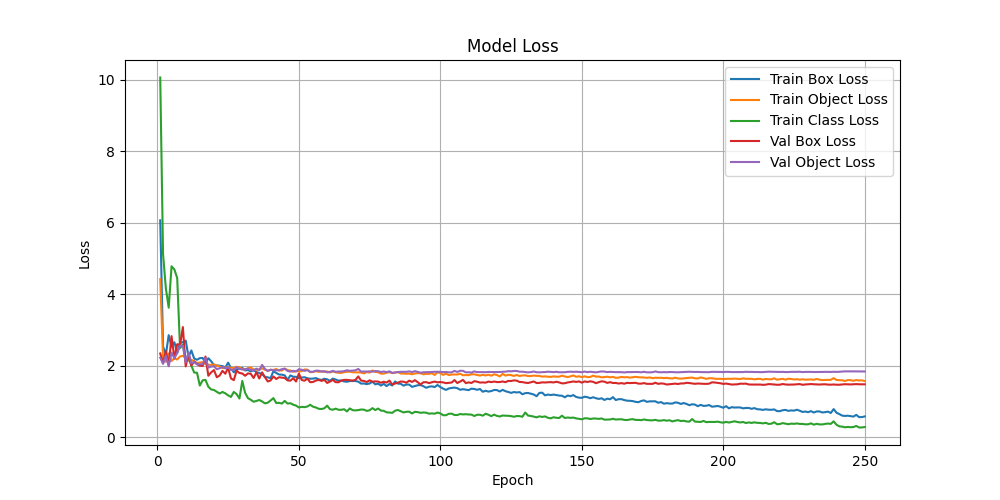 Model Loss
Train Box Loss
Train Object Loss
Train Class Loss
Val Box Loss
Val Object Loss
Loss
10
8
6
4
2
0
0 50 100 150 200 250
Epoch